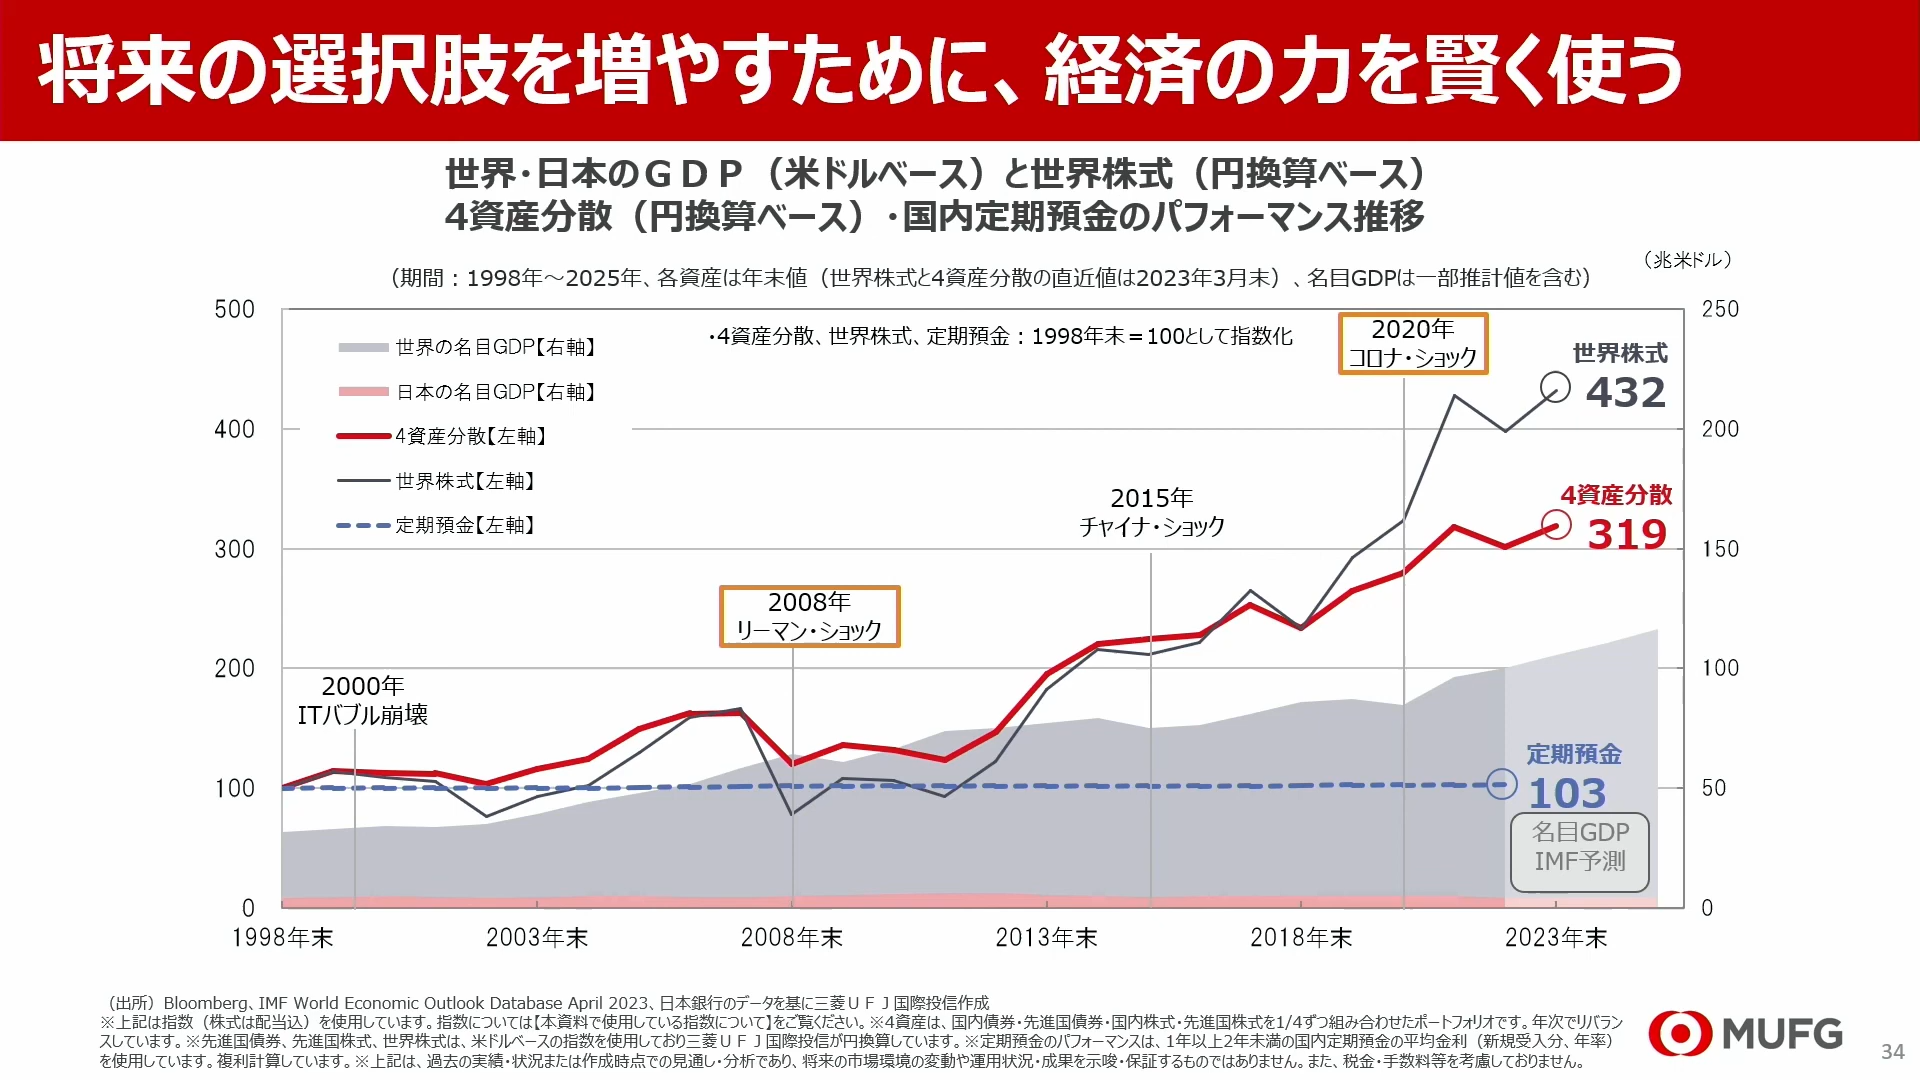 将来の選択肢を増やすために、経済の力を賢く使う
世界・日本のＧＤＰ（米ドルベース）と世界株式（円換算ベース）
4資産分散（円換算ベース）・国内定期預金のパフォーマンス推移
（兆米ドル）
（期間：1998年～2025年、各資産は年末値（世界株式と4資産分散の直近値は2023年3月末）、名目GDPは一部推計値を含む）
500
400
300
200
100
0
250
200
150
100
50
0
世界の名目GDP【右軸】
日本の名目GDP【右軸】
4資産分散【左軸】
世界株式【左軸】
定期預金【左軸】
・4資産分散、世界株式、定期預金：1998年末＝100として指数化
2000年
ITバブル崩壊
2008年
リーマン・ショック
2015年
チャイナ・ショック
2020年
コロナ・ショック
世界株式
432
4資産分散
319
定期預金
103
名目GDP
IMF予測
1998年末
2003年末
2008年末
2013年末
2018年末
2023年末
（出所）Bloomberg、IMF World Economic Outlook Database April 2023、日本銀行のデータを基に三菱ＵＦＪ国際投信作成
※上記は指数（株式は配当込）を使用しています。指数については【本資料で使用している指数について】をご覧ください。※4資産は、国内債券・先進国債券・国内株式・先進国株式を1/4ずつ組み合わせたポートフォリオです。年次でリバラン
スしています。※先進国債券、先進国株式、世界株式は、米ドルベースの指数を使用しており三菱ＵＦＪ国際投信が円換算しています。※定期預金のパフォーマンスは、1年以上2年未満の国内定期預金の平均金利（新規受入分、年率）
を使用しています。複利計算しています。※上記は、過去の実績・状況または作成時点での見通し・分析であり、将来の市場環境の変動や運用状況・成果を示唆・保証するものではありません。また、税金・手数料等を考慮しておりません。
MUFG
34